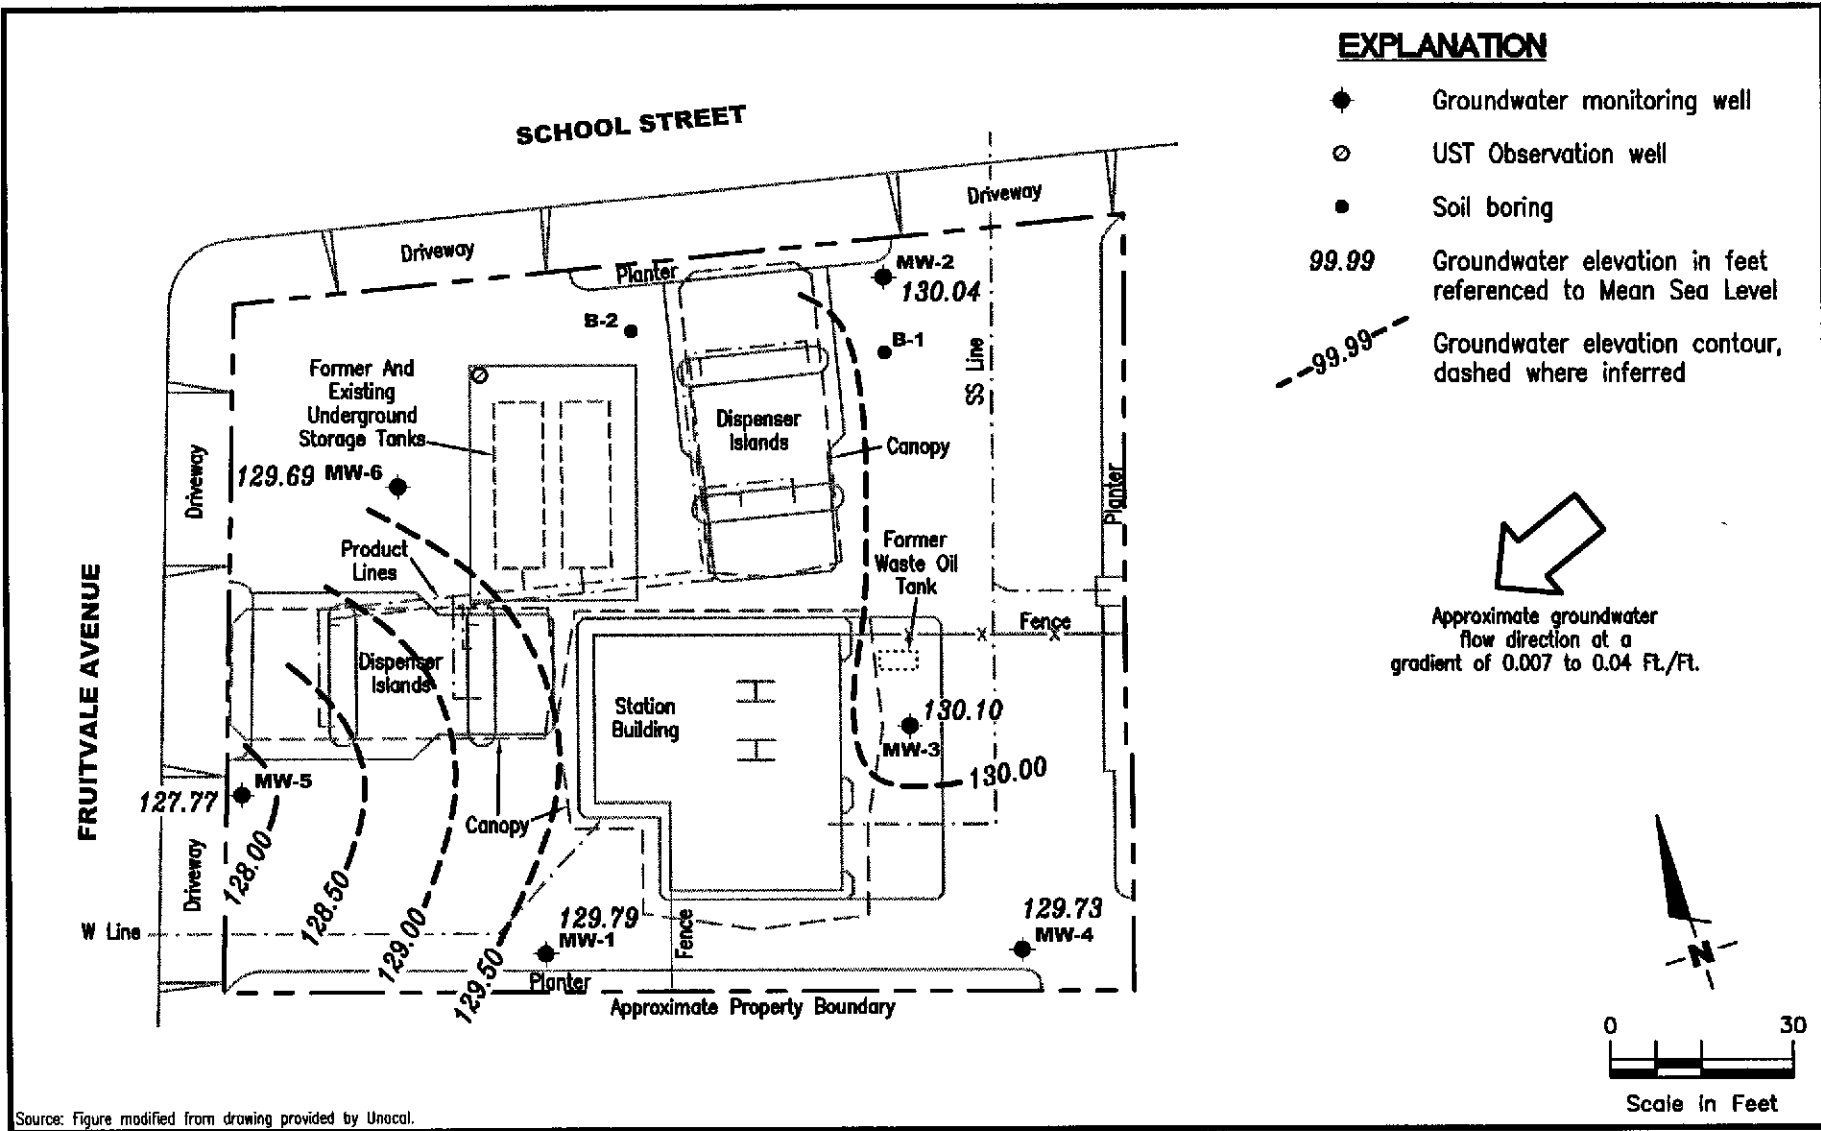 EXPLANATION
Groundwater monitoring well
UST Observation well
Soil boring
99.99
Groundwater elevation in feet
referenced to Mean Sea Level
99.99
Groundwater elevation contour,
dashed where inferred
SCHOOL STREET
Driveway
Driveway
Planter
MW-2
130.04
B-2
B-1
SS Line
Former And
Existing
Underground
Storage Tanks
Dispenser
Islands
Canopy
129.69 MW-6
Driveway
Planter
Product
Lines
Former
Waste Oil
Tank
Fence
X
X
X
FRUITVALE AVENUE
Dispenser
Islands
Station
Building
130.10
MW-3
130.00
MW-5
127.77
Canopy
Driveway
128.00
128.50
129.00
129.50
W Line
129.79
MW-1
Fence
129.73
MW-4
Planter
Approximate Property Boundary
Approximate groundwater
flow direction at a
gradient of 0.007 to 0.04 Ft./Ft.
N
0 30
Scale in Feet
Source: Figure modified from drawing provided by Unocal.